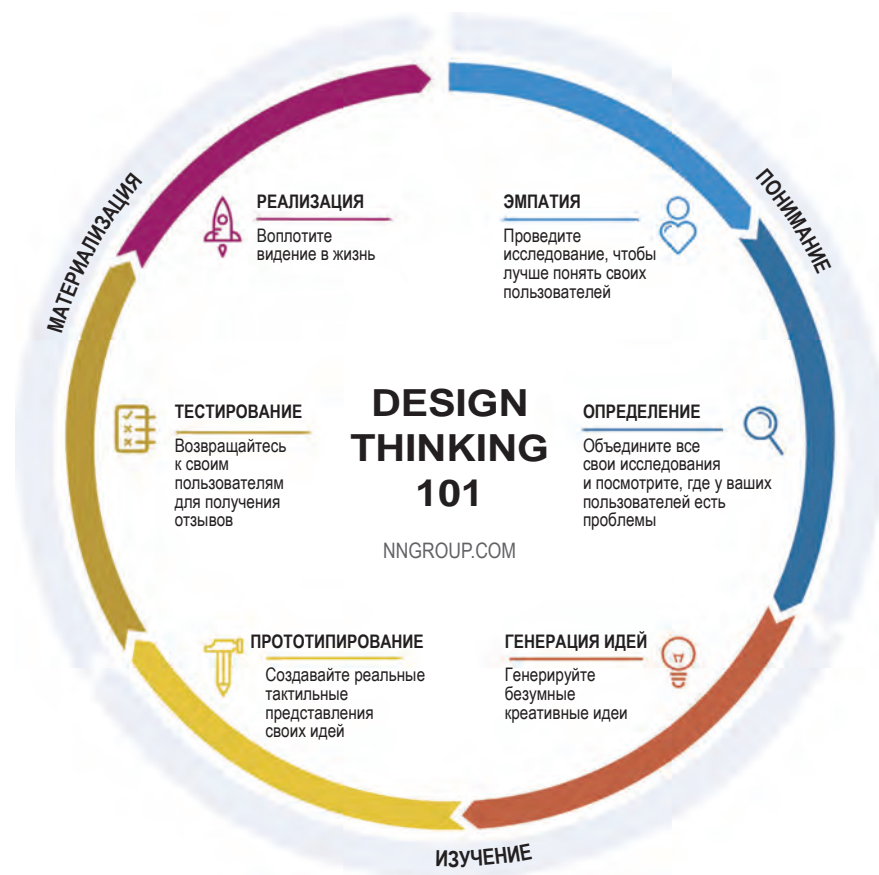 МАТЕРИАЛИЗАЦИЯ
ПОНИМАНИЕ
РЕАЛИЗАЦИЯ
Воплотите
видение в жизнь
ЭМПАТИЯ
Проведите
исследование, чтобы
лучше понять своих
пользователей
ТЕСТИРОВАНИЕ
Возвращайтесь
к своим
пользователям
для получения
отзывов
DESIGN
THINKING
101
NNGROUP.COM
ОПРЕДЕЛЕНИЕ
Объедините все
свои исследования
и посмотрите, где у ваших
пользователей есть
проблемы
ПРОТОТИПИРОВАНИЕ
Создавайте реальные
тактильные
представления
своих идей
ГЕНЕРАЦИЯ ИДЕЙ
Генерируйте
безумные
креативные идеи
ИЗУЧЕНИЕ